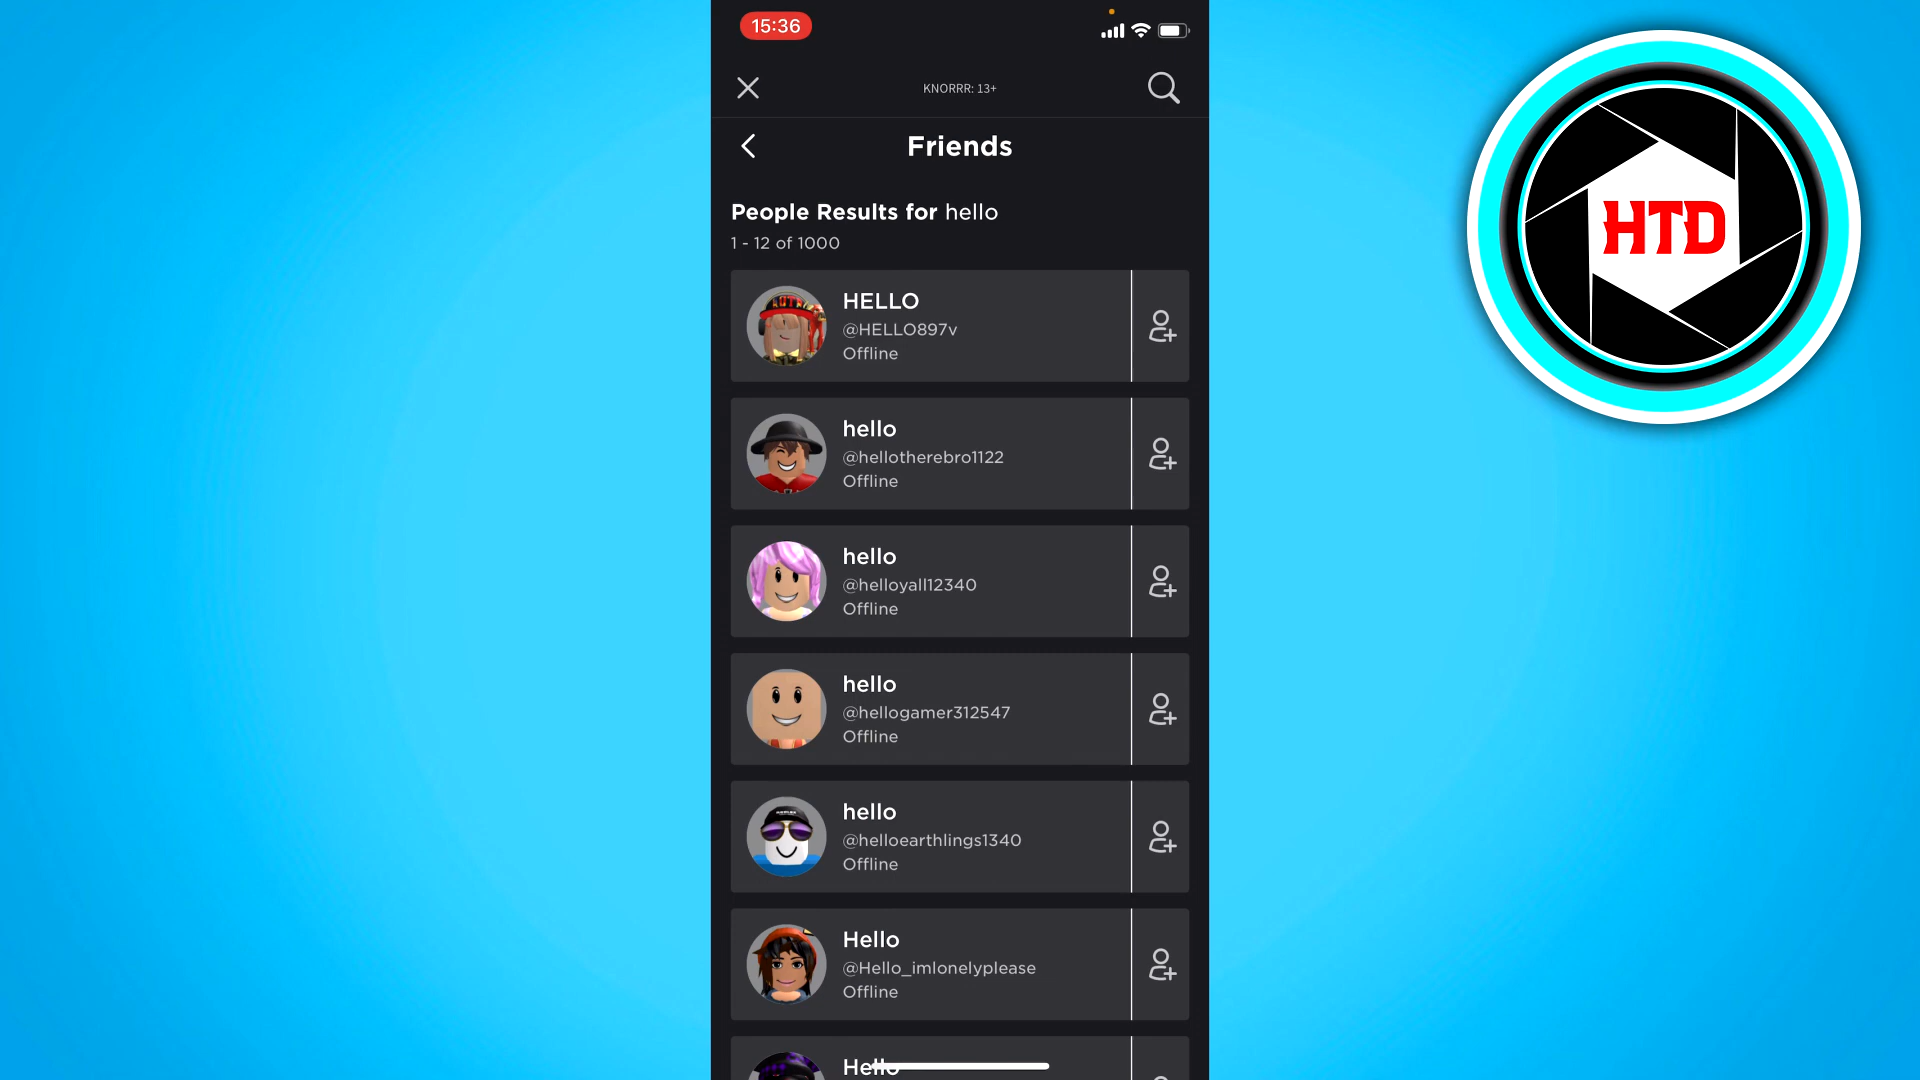 15:36
KNORRR: 13+
Friends
People Results for hello
1 - 12 of 1000
HELLO
@HELLO897v
Offline
hello
@hellotherebro1122
Offline
hello
@helloyall12340
Offline
hello
@hellogamer312547
Offline
hello
@helloearthlings1340
Offline
Hello
@Hello_imlonelyplease
Offline
Hello
HTD